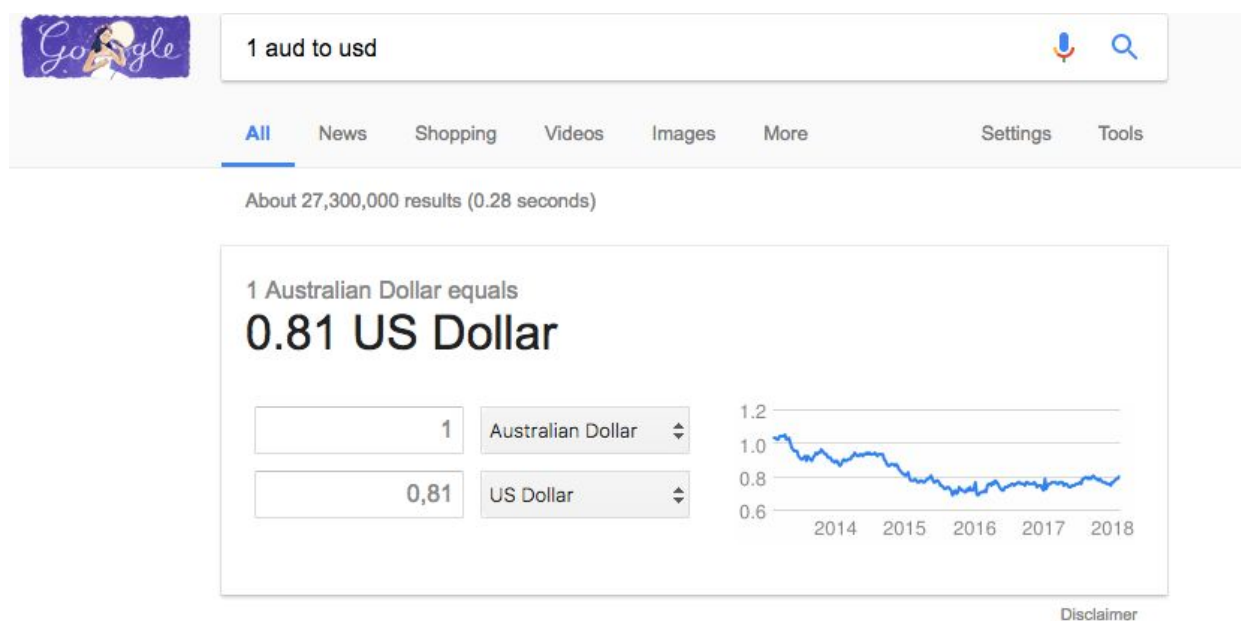 Google
1 aud to usd
All News Shopping Videos Images More Settings Tools
About 27,300,000 results (0.28 seconds)
1 Australian Dollar equals
0.81 US Dollar
1 Australian Dollar
0,81 US Dollar
1.2
1.0
0.8
0.6
2014 2015 2016 2017 2018
Disclaimer